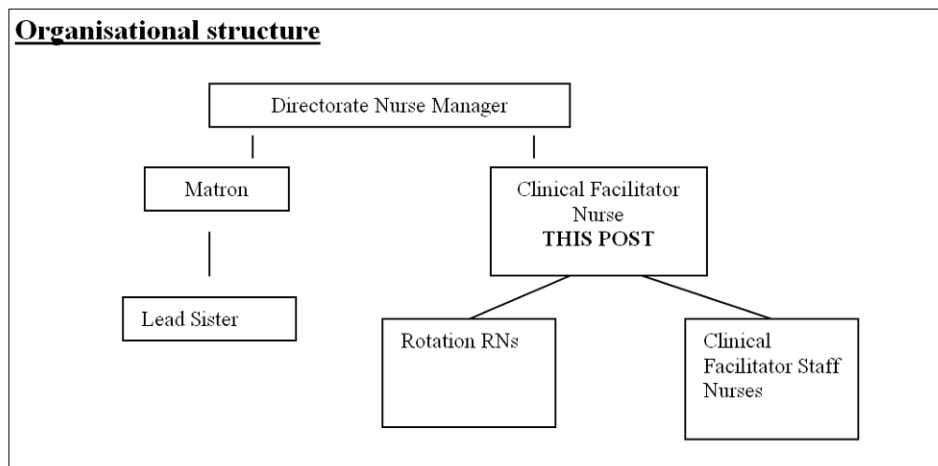 Organisational structure
Directorate Nurse Manager
Matron
Clinical Facilitator
Nurse
THIS POST
Lead Sister
Rotation RNs
Clinical
Facilitator Staff
Nurses